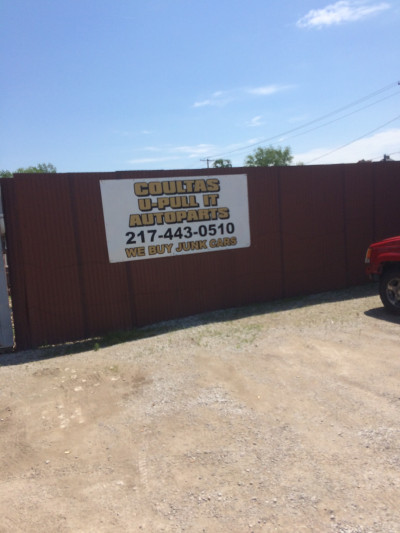 COULTAS
U-PULL IT
AUTOPARTS
217-443-0510
WE BUY JUNK CARS